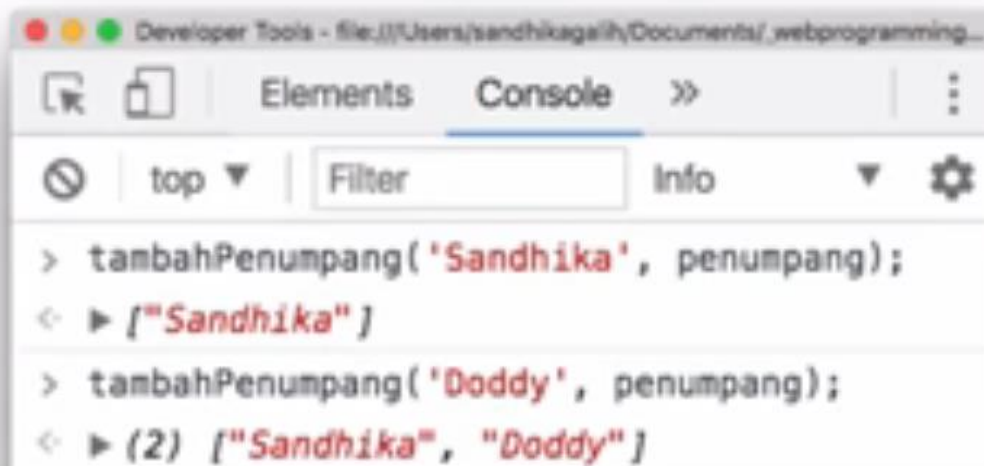 Developer Tools - file:///Users/sandhikagalih/Documents/_webprogramming...
Elements Console »
top ▼ Filter Info ▼
> tambahPenumpang('Sandhika', penumpang);
<· ▶ ["Sandhika"]
> tambahPenumpang('Doddy', penumpang);
<· ▶ (2) ["Sandhika", "Doddy"]